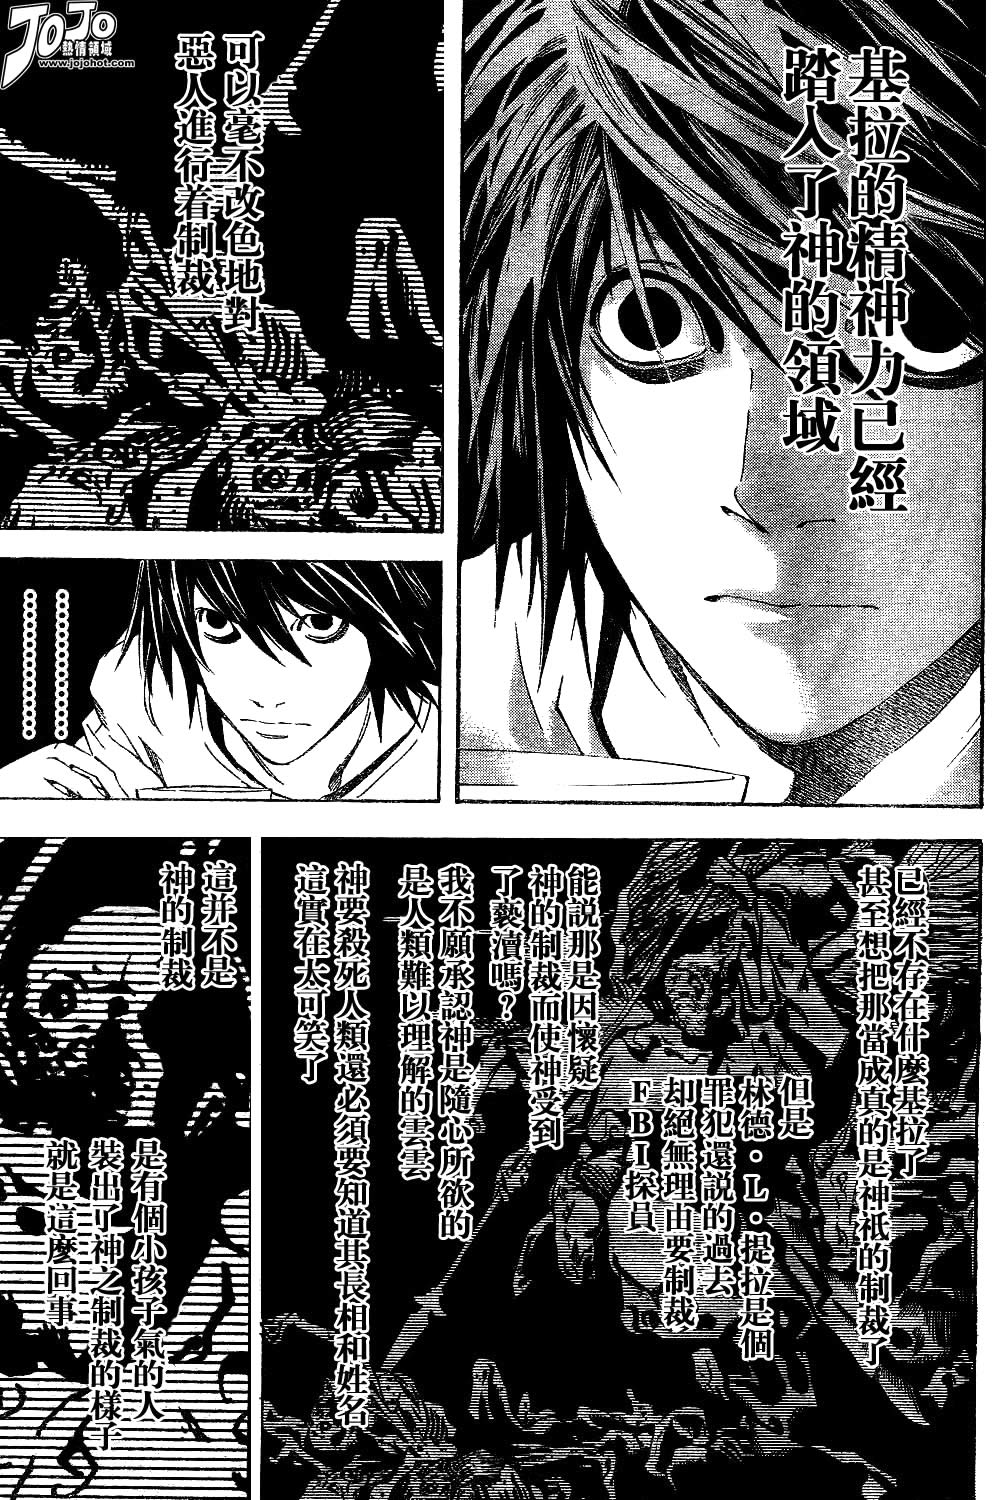 JOJO
熱情領域
www.jojohot.com
基拉的精神力已經
踏入了神的領域
可以毫不改色地對、
惡人進行着制裁
已經不存在什麼基拉了
甚至想把那當成真的是神祇的制裁了
但是
林德·L·提拉是個
罪犯還說的過去
却絕無理由要制裁
FBI探員
能說那是因懷疑
神的制裁而使神受到
了褻瀆嗎？
我不願承認神是隨心所欲的
是人類難以理解的雲雲
神要殺死人類還必須要知道其長相和姓名
這實在太可笑了
這并不是
神的制裁
是有個小孩子氣的人
裝出了神之制裁的樣子
就是這麼回事